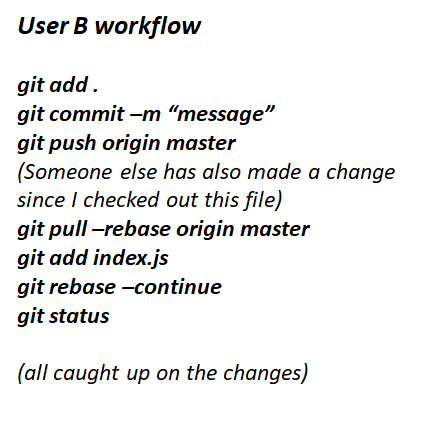 User B workflow
git add .
git commit –m “message”
git push origin master
(Someone else has also made a change
since I checked out this file)
git pull –rebase origin master
git add index.js
git rebase –continue
git status
(all caught up on the changes)